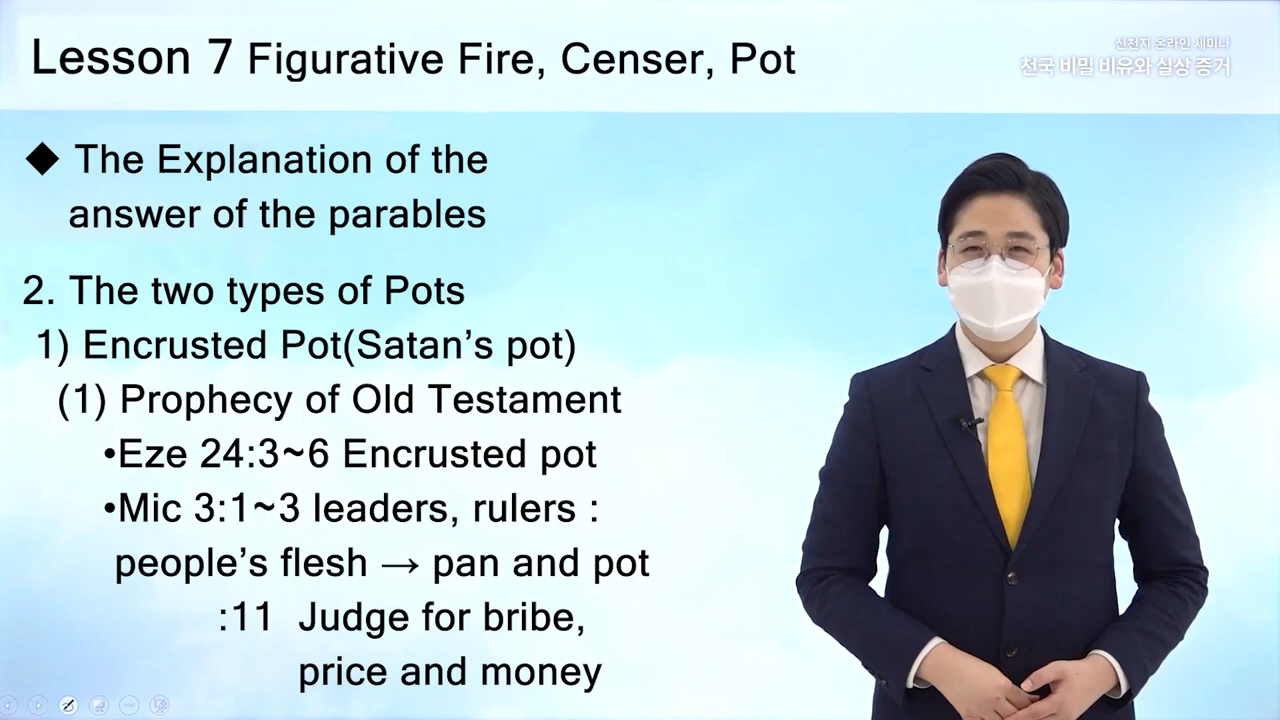 Lesson 7 Figurative Fire, Censer, Pot
신천지 온라인 세미나
천국 비밀 비유와 실상 증거
◆ The Explanation of the
answer of the parables
2. The two types of Pots
1) Encrusted Pot(Satan's pot)
(1) Prophecy of Old Testament
•Eze 24:3~6 Encrusted pot
•Mic 3:1~3 leaders, rulers :
people's flesh → pan and pot
:11 Judge for bribe,
price and money